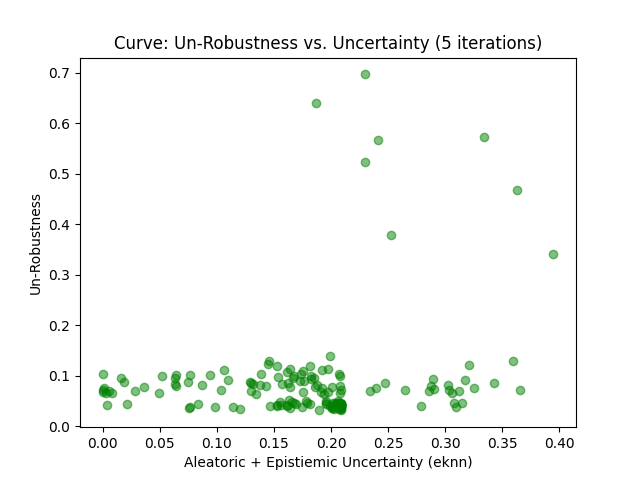 Curve: Un-Robustness vs. Uncertainty (5 iterations)
0.7
0.6
0.5
0.4
0.3
0.2
0.1
0.0
Un-Robustness
0.00 0.05 0.10 0.15 0.20 0.25 0.30 0.35 0.40
Aleatoric + Epistiemic Uncertainty (eknn)